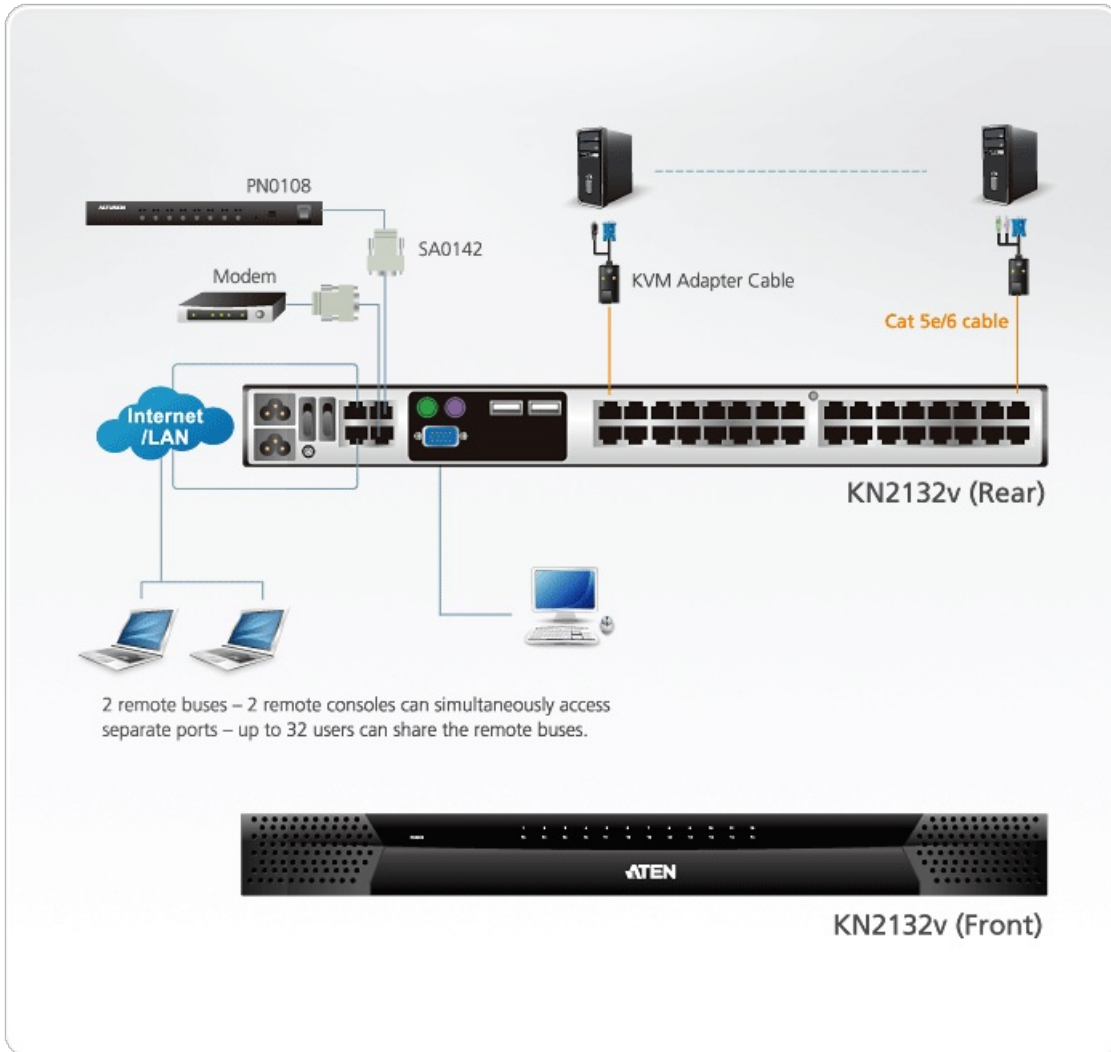 PN0108
SA0142
Modem
KVM Adapter Cable
Cat 5e/6 cable
Internet
/LAN
KN2132v (Rear)
2 remote buses – 2 remote consoles can simultaneously access
separate ports – up to 32 users can share the remote buses.
ATEN
KN2132v (Front)